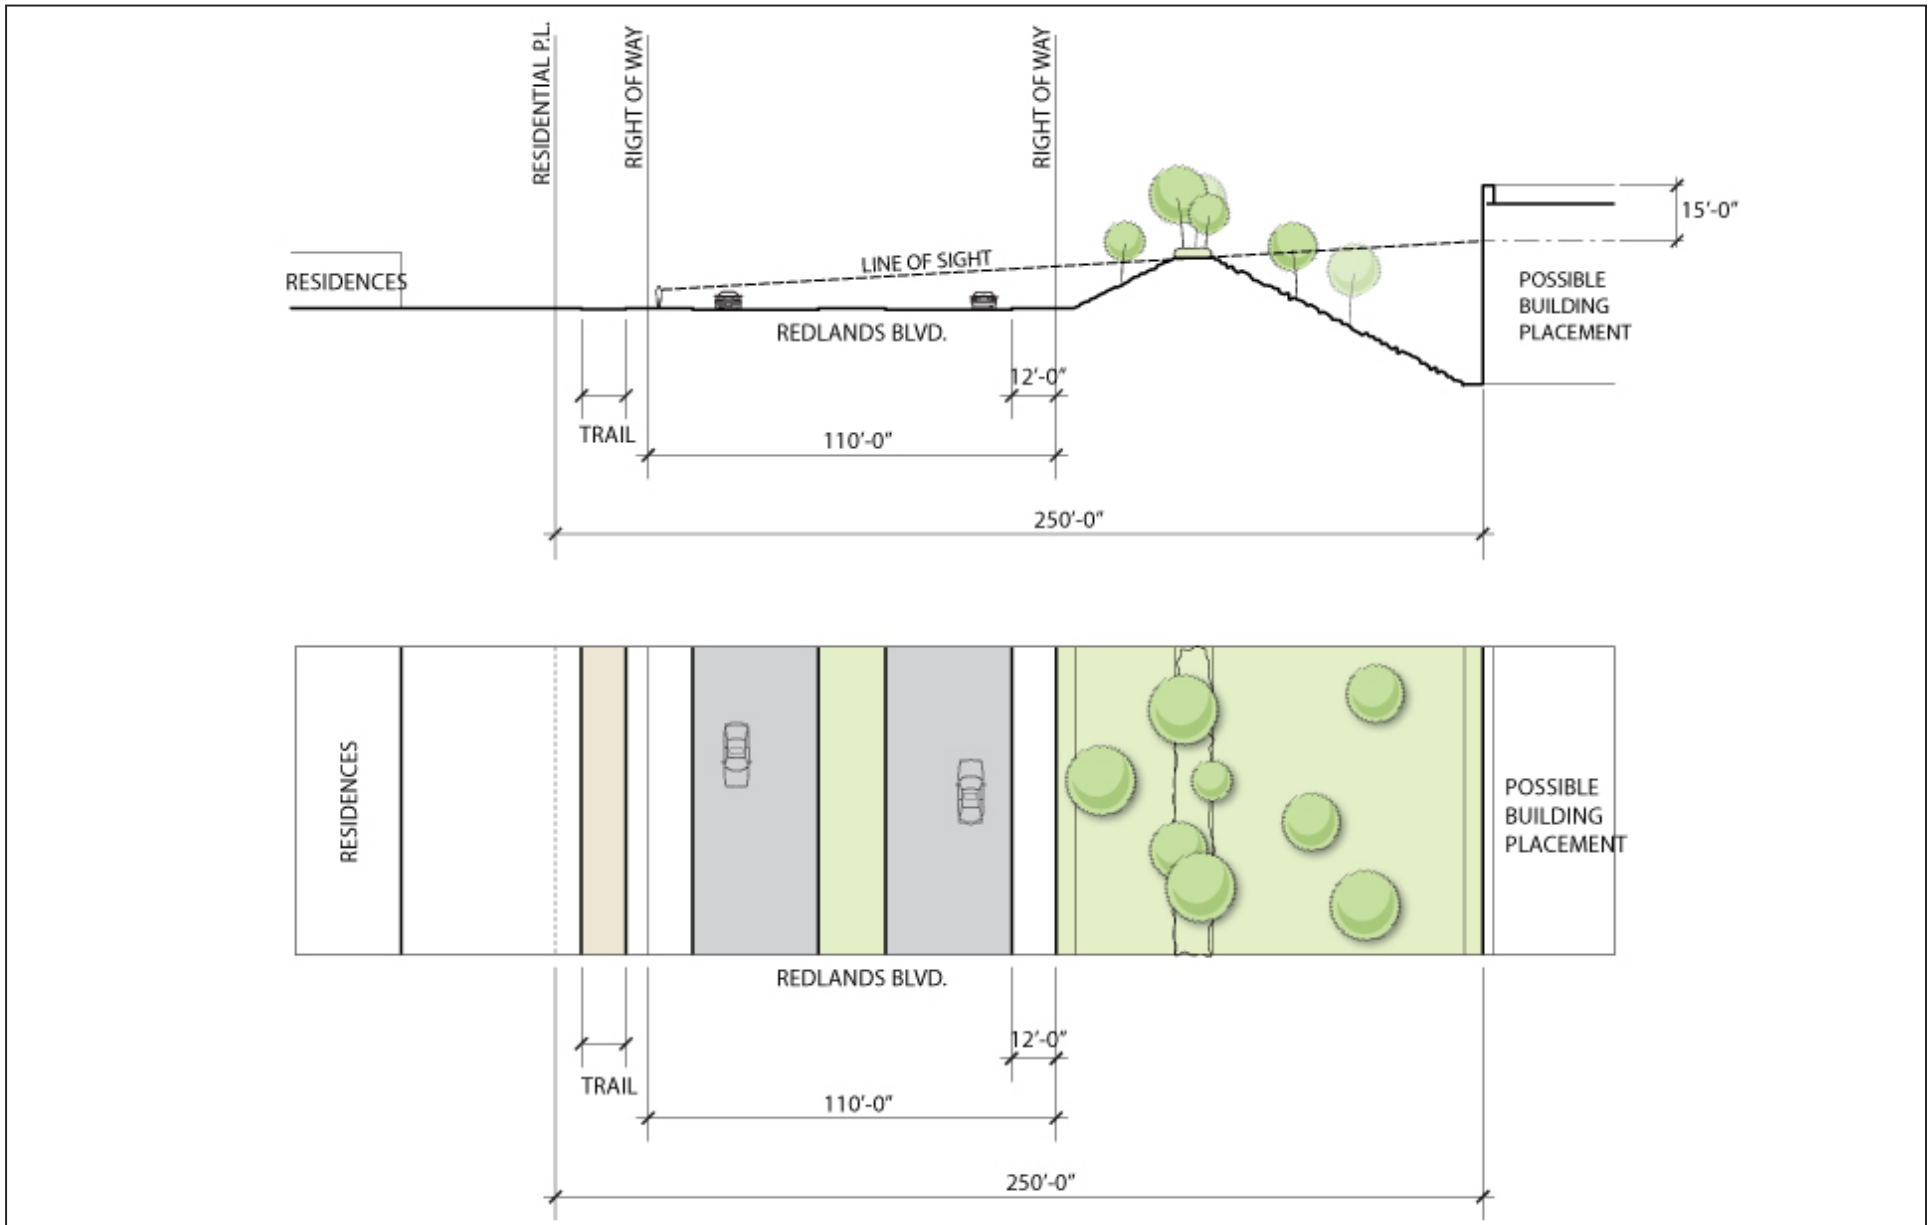 RESIDENTIAL P.L.
RIGHT OF WAY
RIGHT OF WAY
15'-0"
LINE OF SIGHT
RESIDENCES
POSSIBLE
BUILDING
PLACEMENT
REDLANDS BLVD.
12'-0"
TRAIL
110'-0"
250'-0"
RESIDENCES
POSSIBLE
BUILDING
PLACEMENT
REDLANDS BLVD.
12'-0"
TRAIL
110'-0"
250'-0"